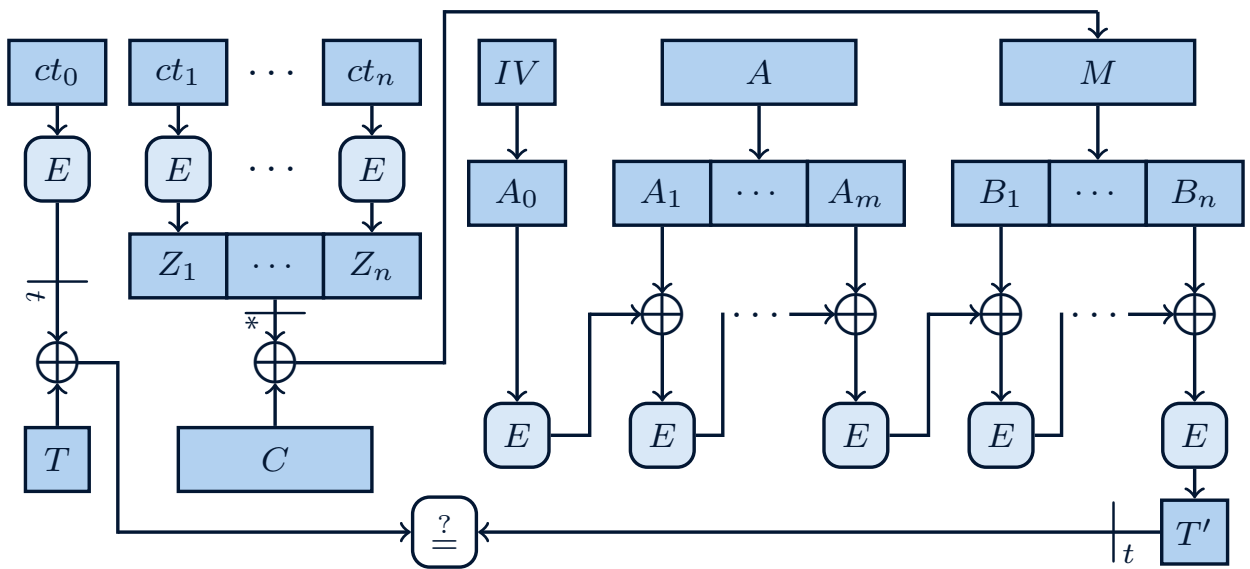 ct₀ ct₁ ··· ctₙ IV A M
E E ··· E A₀ A₁ ··· Aₘ B₁ ··· Bₙ
Z₁ ··· Zₙ
t * ···· ····
T C E E E E E
≟ t T′